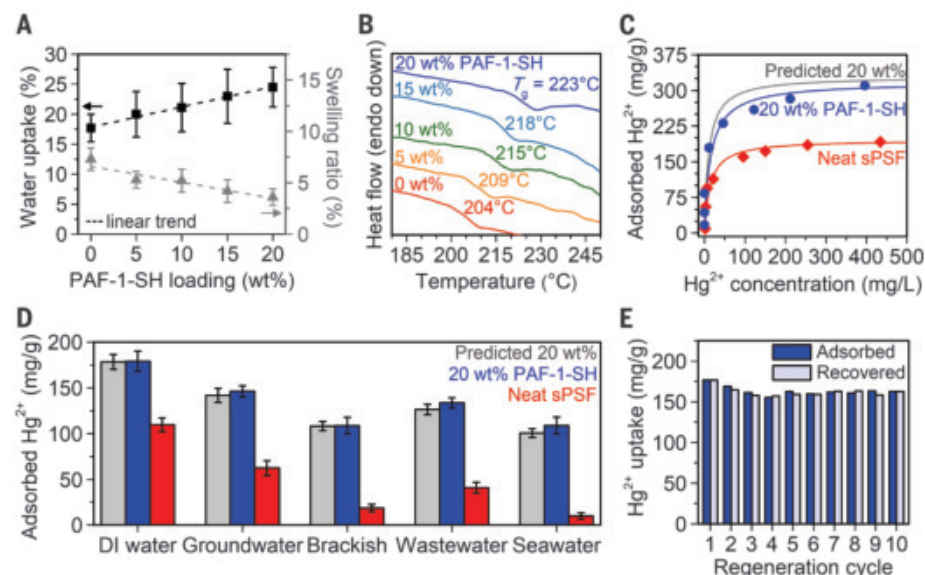 A
Water uptake (%)
30
25
20
15
10
5
0
linear trend
0 5 10 15 20
PAF-1-SH loading (wt%)
15
10
5
0
Swelling ratio (%)
B
Heat flow (endo down)
20 wt% PAF-1-SH
Tg = 223°C
15 wt%
218°C
10 wt%
215°C
5 wt%
209°C
0 wt%
204°C
185 200 215 230 245
Temperature (°C)
C
Adsorbed Hg²⁺ (mg/g)
450
375
300
225
150
75
0
Predicted 20 wt%
20 wt% PAF-1-SH
Neat sPSF
0 100 200 300 400 500
Hg²⁺ concentration (mg/L)
D
Adsorbed Hg²⁺ (mg/g)
200
150
100
50
0
Predicted 20 wt%
20 wt% PAF-1-SH
Neat sPSF
DI water Groundwater Brackish Wastewater Seawater
E
Hg²⁺ uptake (mg/g)
250
200
150
100
50
0
Adsorbed
Recovered
1 2 3 4 5 6 7 8 9 10
Regeneration cycle